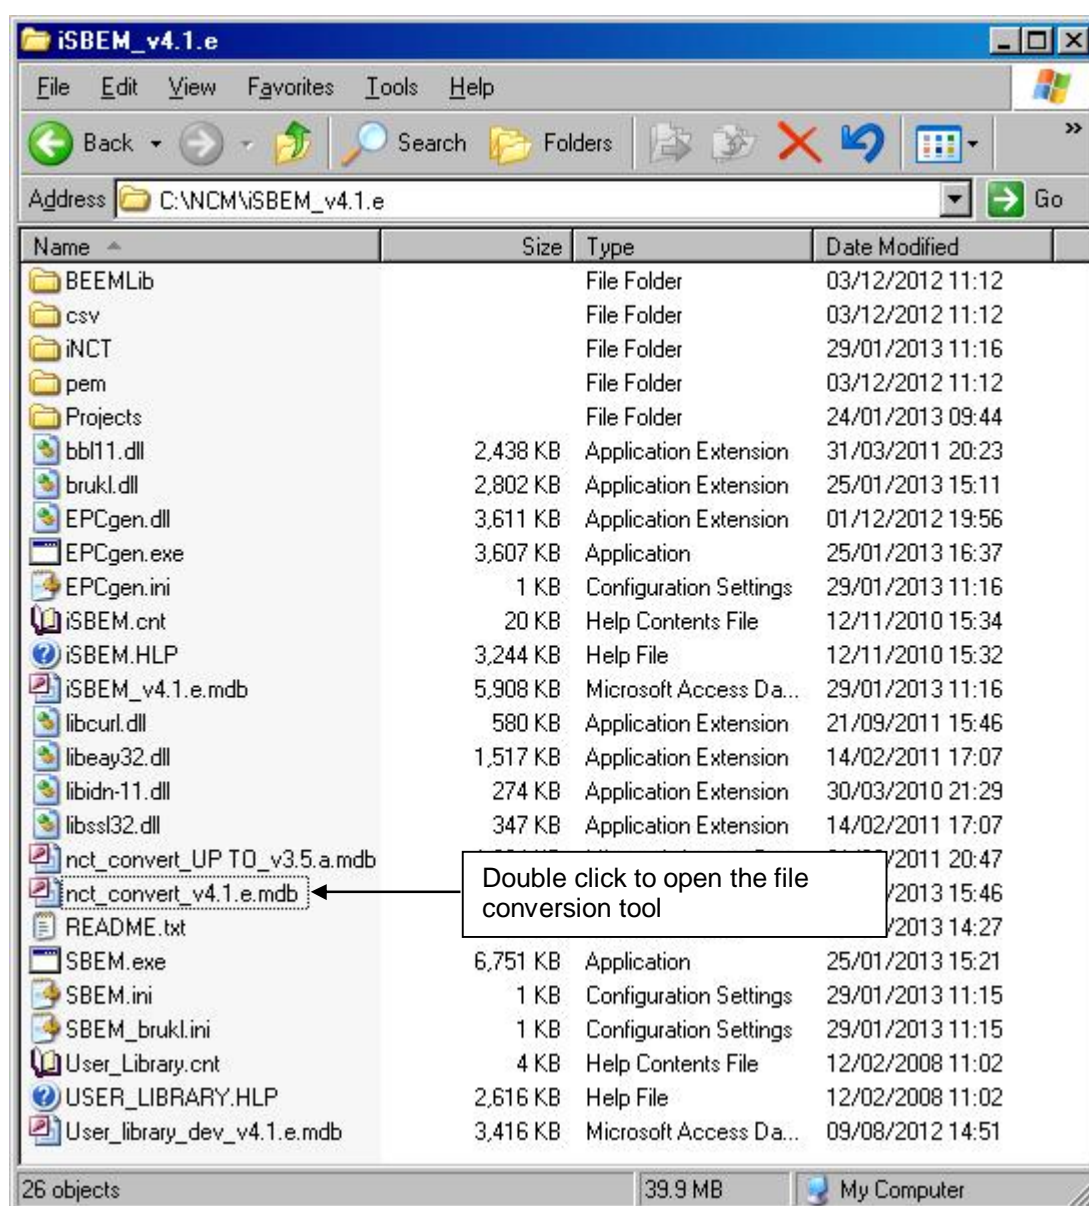 iSBEM_v4.1.e
File Edit View Favorites Tools Help
Back Search Folders »
Address C:\NCM\iSBEM_v4.1.e Go
Name Size Type Date Modified
BEEMLib File Folder 03/12/2012 11:12
csv File Folder 03/12/2012 11:12
iNCT File Folder 29/01/2013 11:16
pem File Folder 03/12/2012 11:12
Projects File Folder 24/01/2013 09:44
bbl11.dll 2,438 KB Application Extension 31/03/2011 20:23
brukl.dll 2,802 KB Application Extension 25/01/2013 15:11
EPCgen.dll 3,611 KB Application Extension 01/12/2012 19:56
EPCgen.exe 3,607 KB Application 25/01/2013 16:37
EPCgen.ini 1 KB Configuration Settings 29/01/2013 11:16
iSBEM.cnt 20 KB Help Contents File 12/11/2010 15:34
iSBEM.HLP 3,244 KB Help File 12/11/2010 15:32
iSBEM_v4.1.e.mdb 5,908 KB Microsoft Access Da... 29/01/2013 11:16
libcurl.dll 580 KB Application Extension 21/09/2011 15:46
libeay32.dll 1,517 KB Application Extension 14/02/2011 17:07
libidn-11.dll 274 KB Application Extension 30/03/2010 21:29
libssl32.dll 347 KB Application Extension 14/02/2011 17:07
nct_convert_UP TO_v3.5.a.mdb /2011 20:47
nct_convert_v4.1.e.mdb /2013 15:46
Double click to open the file
conversion tool
README.txt /2013 14:27
SBEM.exe 6,751 KB Application 25/01/2013 15:21
SBEM.ini 1 KB Configuration Settings 29/01/2013 11:15
SBEM_brukl.ini 1 KB Configuration Settings 29/01/2013 11:15
User_Library.cnt 4 KB Help Contents File 12/02/2008 11:02
USER_LIBRARY.HLP 2,616 KB Help File 12/02/2008 11:02
User_library_dev_v4.1.e.mdb 3,416 KB Microsoft Access Da... 09/08/2012 14:51
26 objects 39.9 MB My Computer